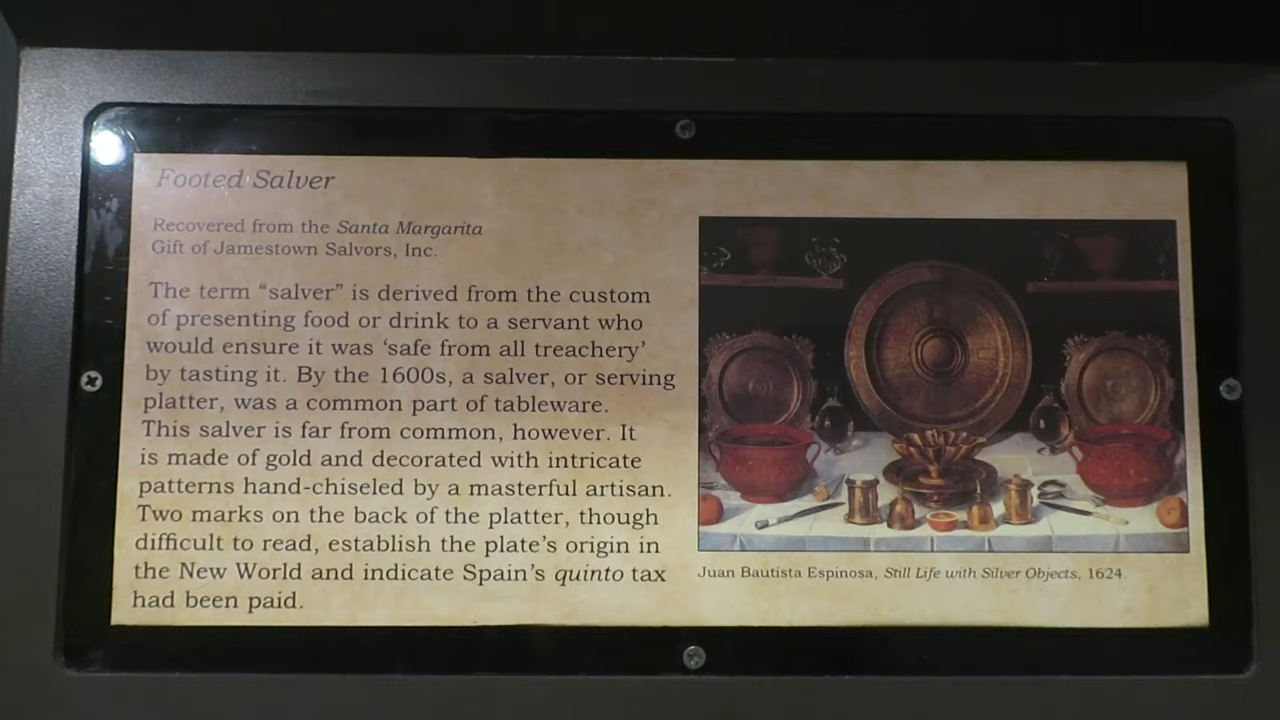 Footed Salver
Recovered from the Santa Margarita
Gift of Jamestown Salvors, Inc.
The term “salver” is derived from the custom
of presenting food or drink to a servant who
would ensure it was ‘safe from all treachery’
by tasting it. By the 1600s, a salver, or serving
platter, was a common part of tableware.
This salver is far from common, however. It
is made of gold and decorated with intricate
patterns hand-chiseled by a masterful artisan.
Two marks on the back of the platter, though
difficult to read, establish the plate’s origin in
the New World and indicate Spain’s quinto tax
had been paid.
Juan Bautista Espinosa, Still Life with Silver Objects, 1624.